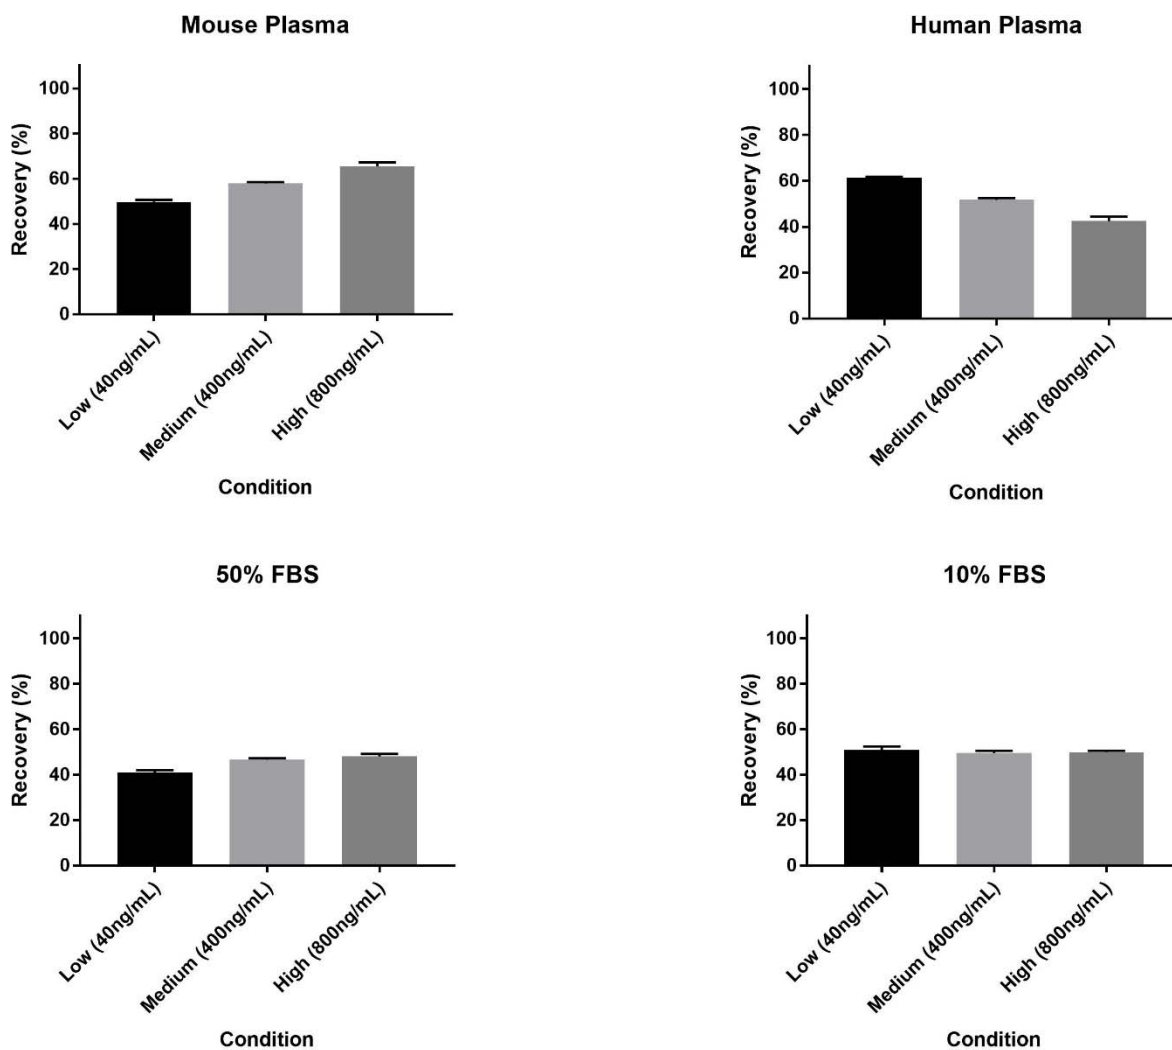 Mouse Plasma
Recovery (%)
100
80
60
40
20
0
Low (40ng/mL)
Medium (400ng/mL)
High (800ng/mL)
Condition
Human Plasma
Recovery (%)
100
80
60
40
20
0
Low (40ng/mL)
Medium (400ng/mL)
High (800ng/mL)
Condition
50% FBS
Recovery (%)
100
80
60
40
20
0
Low (40ng/mL)
Medium (400ng/mL)
High (800ng/mL)
Condition
10% FBS
Recovery (%)
100
80
60
40
20
0
Low (40ng/mL)
Medium (400ng/mL)
High (800ng/mL)
Condition